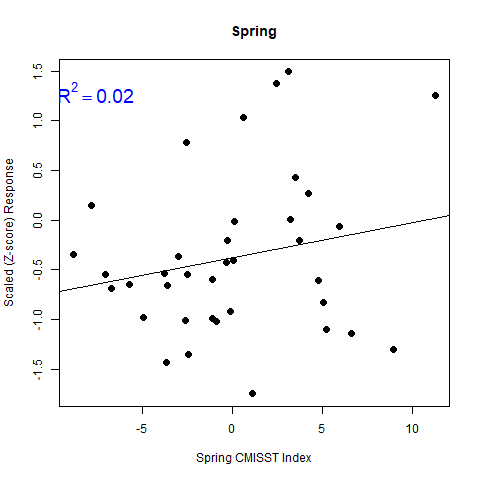 Spring
R² = 0.02
Scaled (Z-score) Response
1.5
1.0
0.5
0.0
-0.5
-1.0
-1.5
-5 0 5 10
Spring CMISST Index